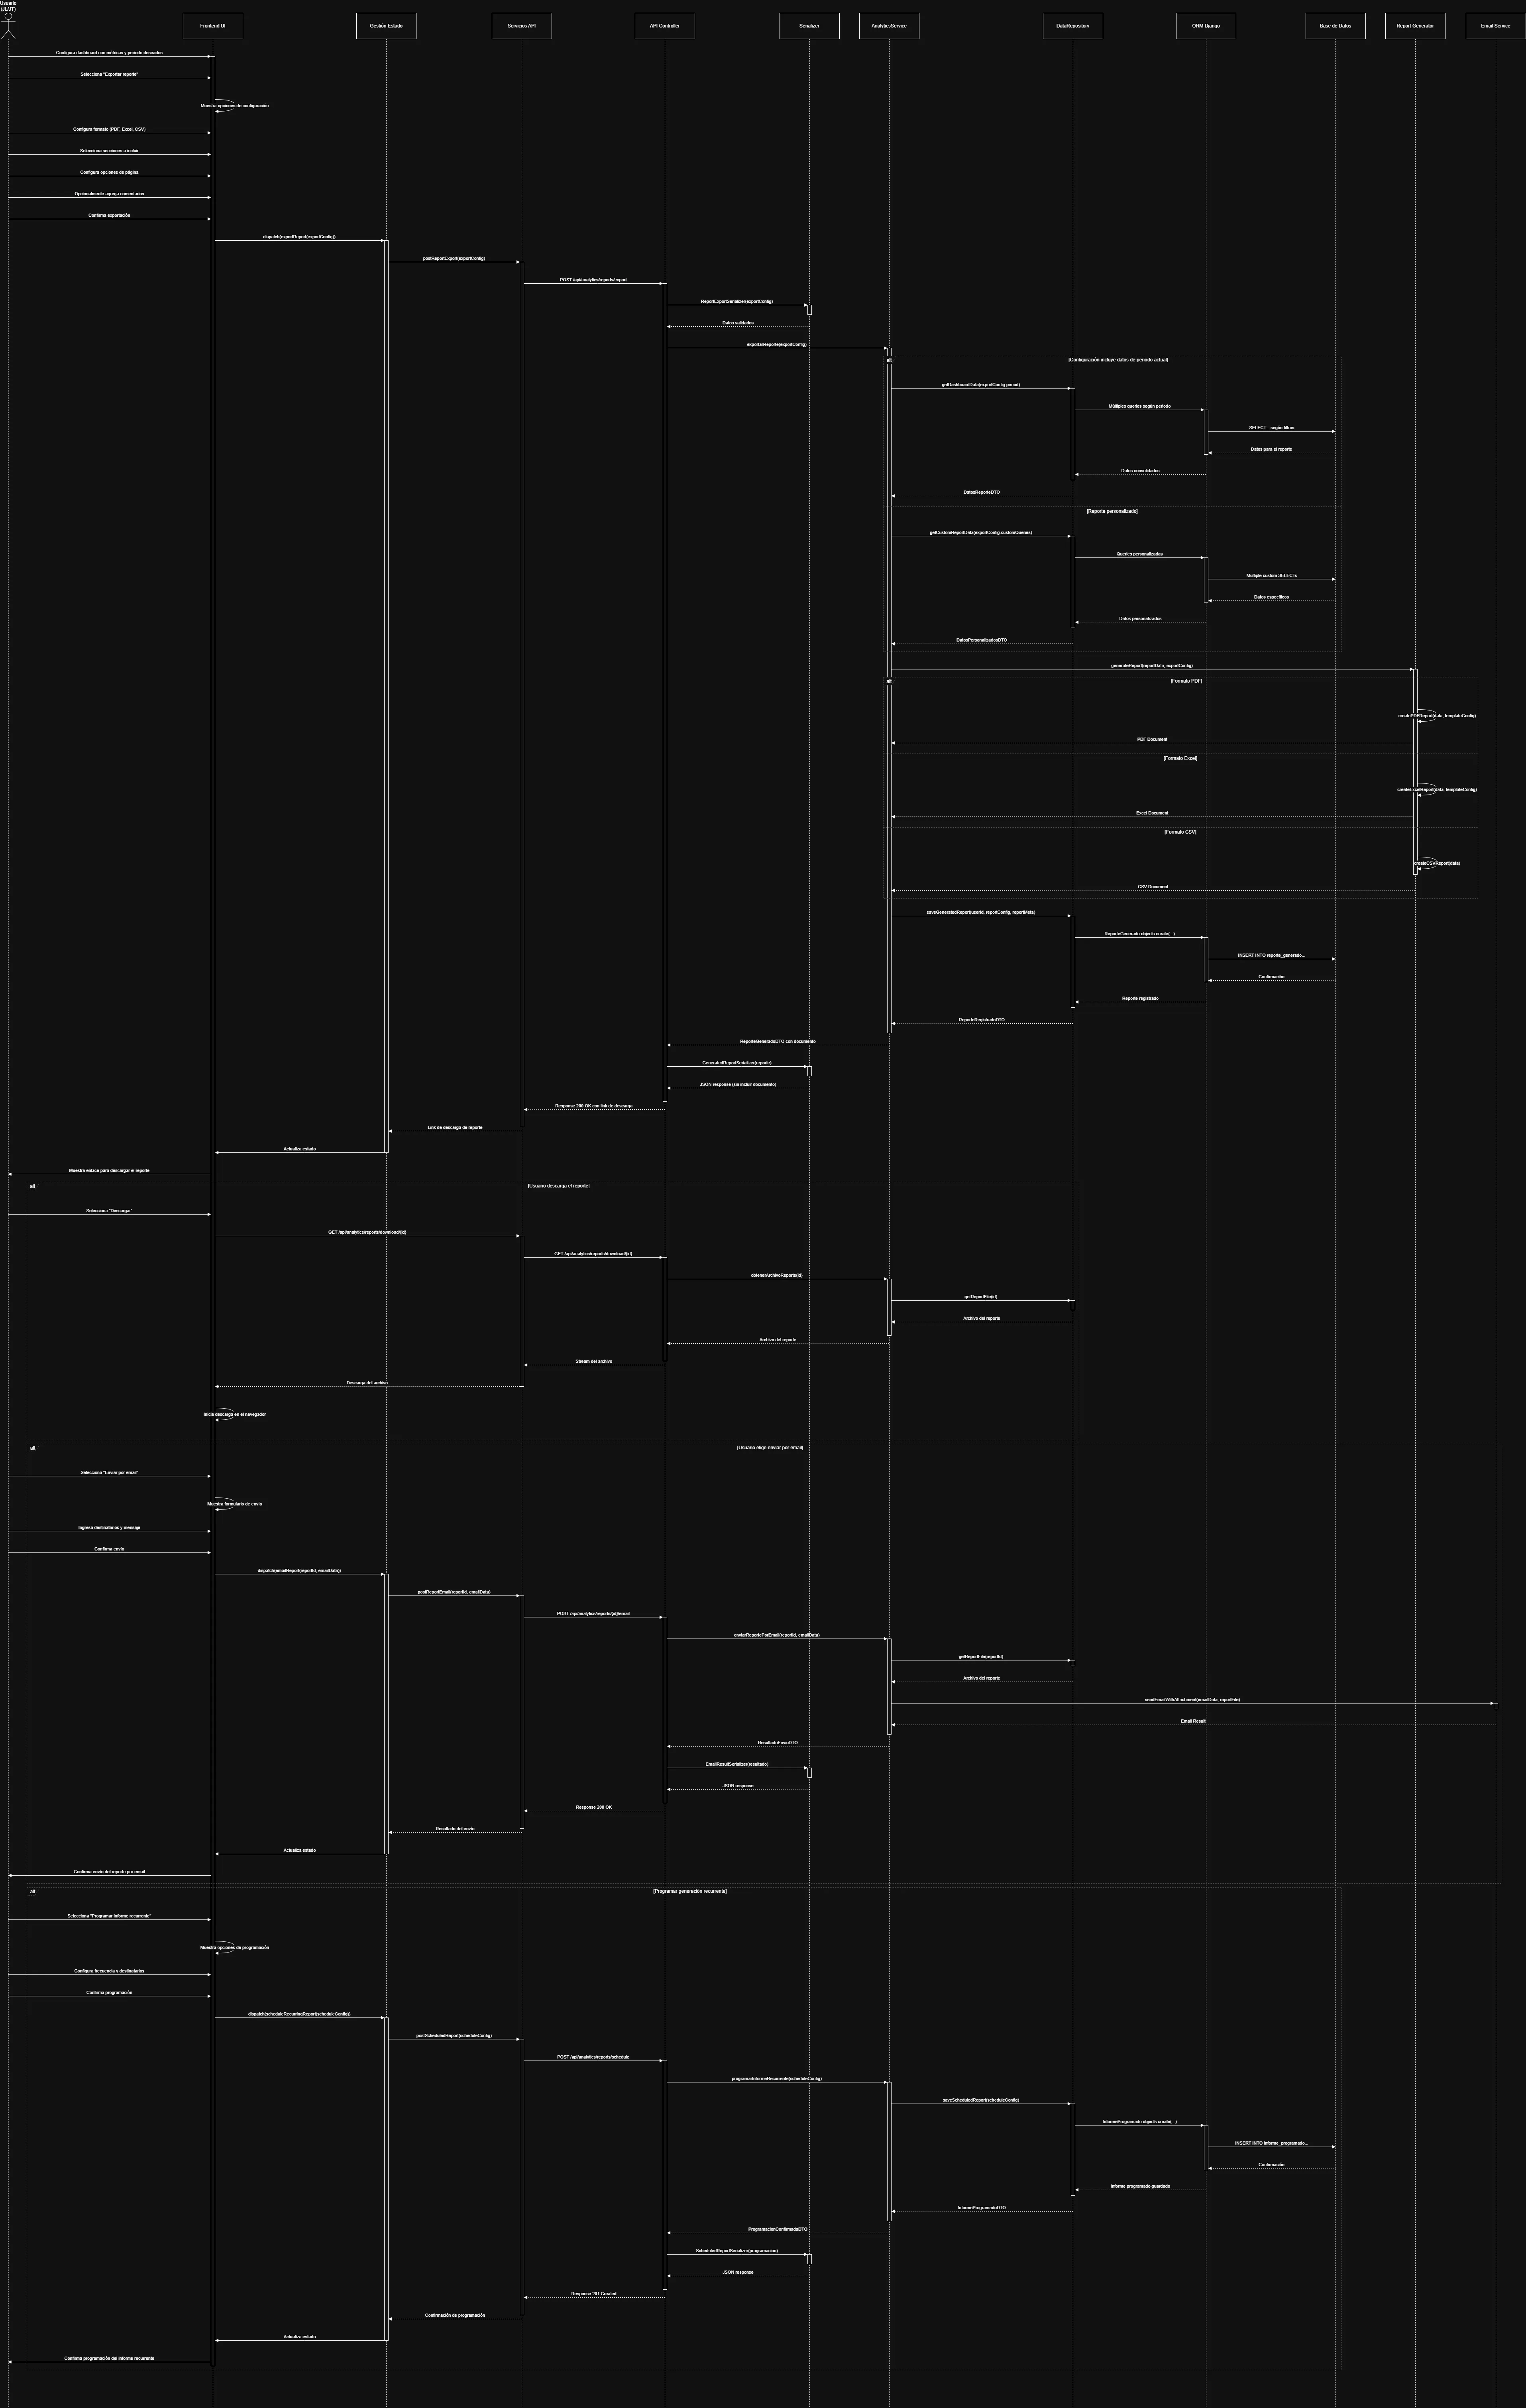 Usuario
(JLUT)
Frontend UI
Gestión Estado
Servicios API
API Controller
Serializer
AnalyticsService
DataRepository
ORM Django
Base de Datos
Report Generator
Email Service
Configura dashboard con métricas y periodo deseados
Selecciona "Exportar reporte"
Muestra opciones de configuración
Configura formato (PDF, Excel, CSV)
Selecciona secciones a incluir
Configura opciones de página
Opcionalmente agrega comentarios
Confirma exportación
dispatch(exportReport(exportConfig))
postReportExport(exportConfig)
POST /api/analytics/reports/export
ReportExportSerializer(exportConfig)
Datos validados
exportarReporte(exportConfig)
alt
[Configuración incluye datos de periodo actual]
getDashboardData(exportConfig.period)
Múltiples queries según periodo
SELECT... según filtros
Datos para el reporte
Datos consolidados
DatosReporteDTO
[Reporte personalizado]
getCustomReportData(exportConfig.customQueries)
Queries personalizadas
Multiple custom SELECTs
Datos específicos
Datos personalizados
DatosPersonalizadosDTO
generateReport(reportData, exportConfig)
alt
[Formato PDF]
createPDFReport(data, templateConfig)
PDF Document
[Formato Excel]
createExcelReport(data, templateConfig)
Excel Document
[Formato CSV]
createCSVReport(data)
CSV Document
saveGeneratedReport(userId, reportConfig, reportMeta)
ReporteGenerado.objects.create(...)
INSERT INTO reporte_generado...
Confirmación
Reporte registrado
ReporteRegistradoDTO
ReporteGeneradoDTO con documento
GeneratedReportSerializer(reporte)
JSON response (sin incluir documento)
Response 200 OK con link de descarga
Link de descarga de reporte
Actualiza estado
Muestra enlace para descargar el reporte
alt
[Usuario descarga el reporte]
Selecciona "Descargar"
GET /api/analytics/reports/download/{id}
GET /api/analytics/reports/download/{id}
obtenerArchivoReporte(id)
getReportFile(id)
Archivo del reporte
Archivo del reporte
Stream del archivo
Descarga del archivo
Inicia descarga en el navegador
alt
[Usuario elige enviar por email]
Selecciona "Enviar por email"
Muestra formulario de envío
Ingresa destinatarios y mensaje
Confirma envío
dispatch(emailReport(reportId, emailData))
postReportEmail(reportId, emailData)
POST /api/analytics/reports/{id}/email
enviarReportePorEmail(reportId, emailData)
getReportFile(reportId)
Archivo del reporte
sendEmailWithAttachment(emailData, reportFile)
Email Result
ResultadoEnvioDTO
EmailResultSerializer(resultado)
JSON response
Response 200 OK
Resultado del envío
Actualiza estado
Confirma envío del reporte por email
alt
[Programar generación recurrente]
Selecciona "Programar informe recurrente"
Muestra opciones de programación
Configura frecuencia y destinatarios
Confirma programación
dispatch(scheduleRecurringReport(scheduleConfig))
postScheduledReport(scheduleConfig)
POST /api/analytics/reports/schedule
programarInformeRecurrente(scheduleConfig)
saveScheduledReport(scheduleConfig)
InformeProgramado.objects.create(...)
INSERT INTO informe_programado...
Confirmación
Informe programado guardado
InformeProgramadoDTO
ProgramacionConfirmadaDTO
ScheduledReportSerializer(programacion)
JSON response
Response 201 Created
Confirmación de programación
Actualiza estado
Confirma programación del informe recurrente